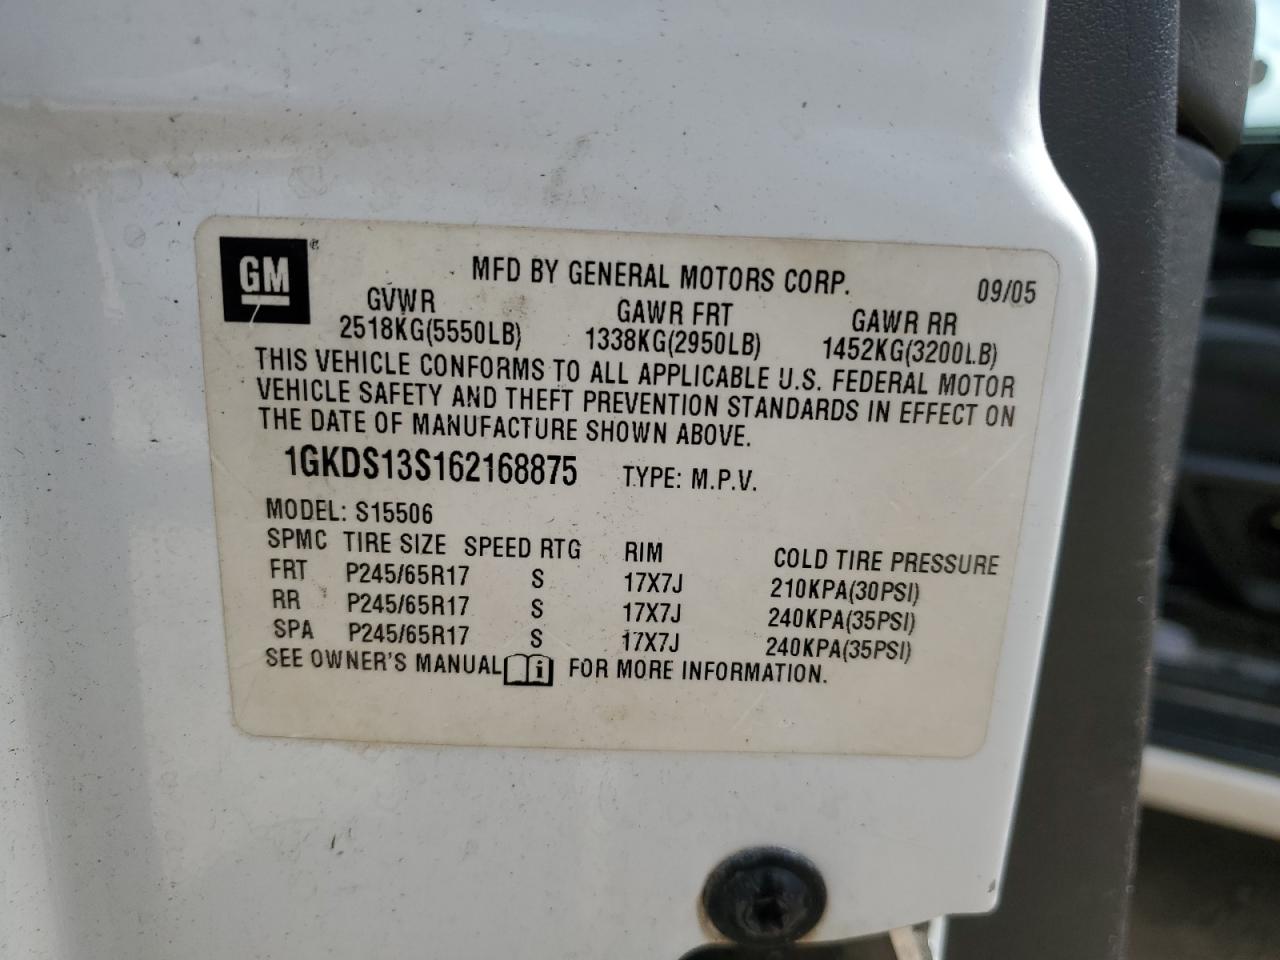 GM ®
MFD BY GENERAL MOTORS CORP. 09/05
GVWR GAWR FRT GAWR RR
2518KG(5550LB) 1338KG(2950LB) 1452KG(3200LB)
THIS VEHICLE CONFORMS TO ALL APPLICABLE U.S. FEDERAL MOTOR
VEHICLE SAFETY AND THEFT PREVENTION STANDARDS IN EFFECT ON
THE DATE OF MANUFACTURE SHOWN ABOVE.
1GKDS13S162168875 TYPE: M.P.V.
MODEL: S15506
SPMC TIRE SIZE SPEED RTG RIM COLD TIRE PRESSURE
FRT P245/65R17 S 17X7J 210KPA(30PSI)
RR P245/65R17 S 17X7J 240KPA(35PSI)
SPA P245/65R17 S 17X7J 240KPA(35PSI)
SEE OWNER'S MANUAL i FOR MORE INFORMATION.